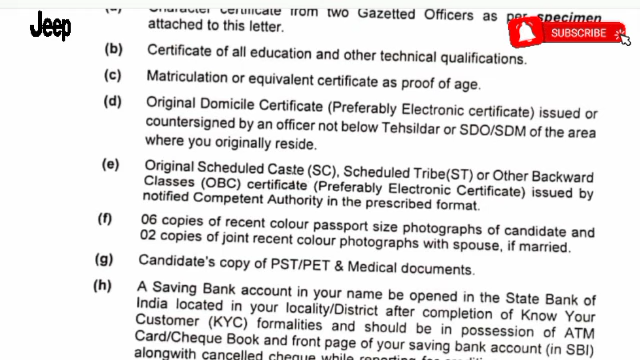 Jeep
(a) Character certificate from two Gazetted Officers as per specimen
attached to this letter.
SUBSCRIBE
(b) Certificate of all education and other technical qualifications.
(c) Matriculation or equivalent certificate as proof of age.
(d) Original Domicile Certificate (Preferably Electronic certificate) issued or
countersigned by an officer not below Tehsildar or SDO/SDM of the area
where you originally reside.
(e) Original Scheduled Caste (SC), Scheduled Tribe(ST) or Other Backward
Classes (OBC) certificate (Preferably Electronic Certificate) issued by
notified Competent Authority in the prescribed format.
(f) 06 copies of recent colour passport size photographs of candidate and
02 copies of joint recent colour photographs with spouse, if married.
(g) Candidate's copy of PST/PET & Medical documents.
(h) A Saving Bank account in your name be opened in the State Bank of
India located in your locality/District after completion of Know Your
Customer (KYC) formalities and should be in possession of ATM
Card/Cheque Book and front page of your saving bank account (in SBI)
alongwith cancelled cheque while reporting for